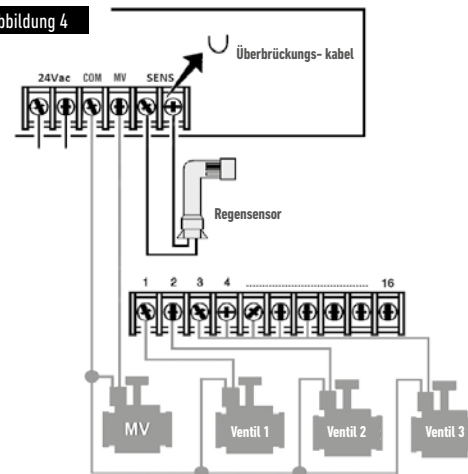 bbildung 4
Überbrückungs- kabel
24Vac COM MV SENS
Regensensor
1 2 3 4 ........................ 16
MV
Ventil 1
Ventil 2
Ventil 3